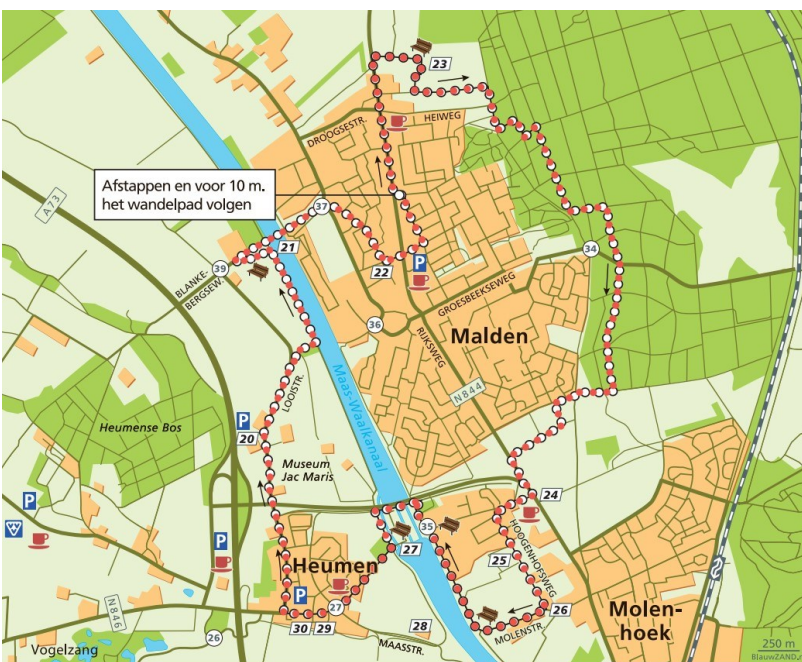 23
DROOGSESTR.
HEIWEG
Afstappen en voor 10 m.
het wandelpad volgen
A73
37
21
39
BLANKE-
BERGSEW.
22
P
34
GROESBEEKSEWEG
36
Malden
RIJKSWEG
N844
LOOISTR.
Maas-Waalkanaal
P
20
Heumense Bos
Museum
Jac Maris
24
P
P
35
27
HOOGENHOFSWEG
25
Heumen
P
27
26
Molen-
hoek
N846
30
29
28
MOLENSTR.
26
MAASSTR.
Vogelzang
250 m
BlauwZAND